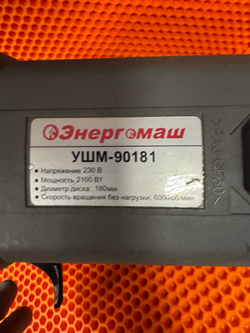 Энергомаш
УШМ-90181
• Напряжение 230 В
• Мощность 2100 Вт
• Диаметр диска: 180мм
• Скорость вращения без нагрузки: 6000об/мин